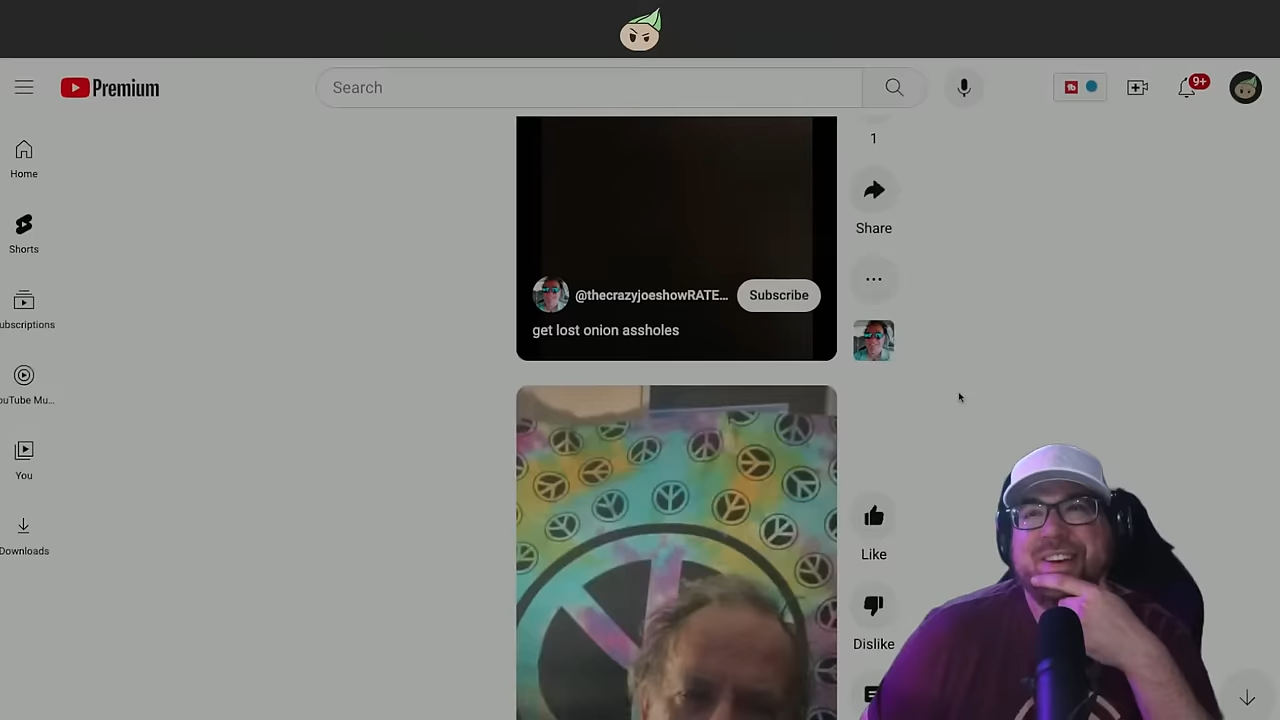 Premium
Search
9+
Home
Shorts
ubscriptions
ouTube Mu...
You
Downloads
1
Share
@thecrazyjoeshowRATE...
Subscribe
get lost onion assholes
Like
Dislike